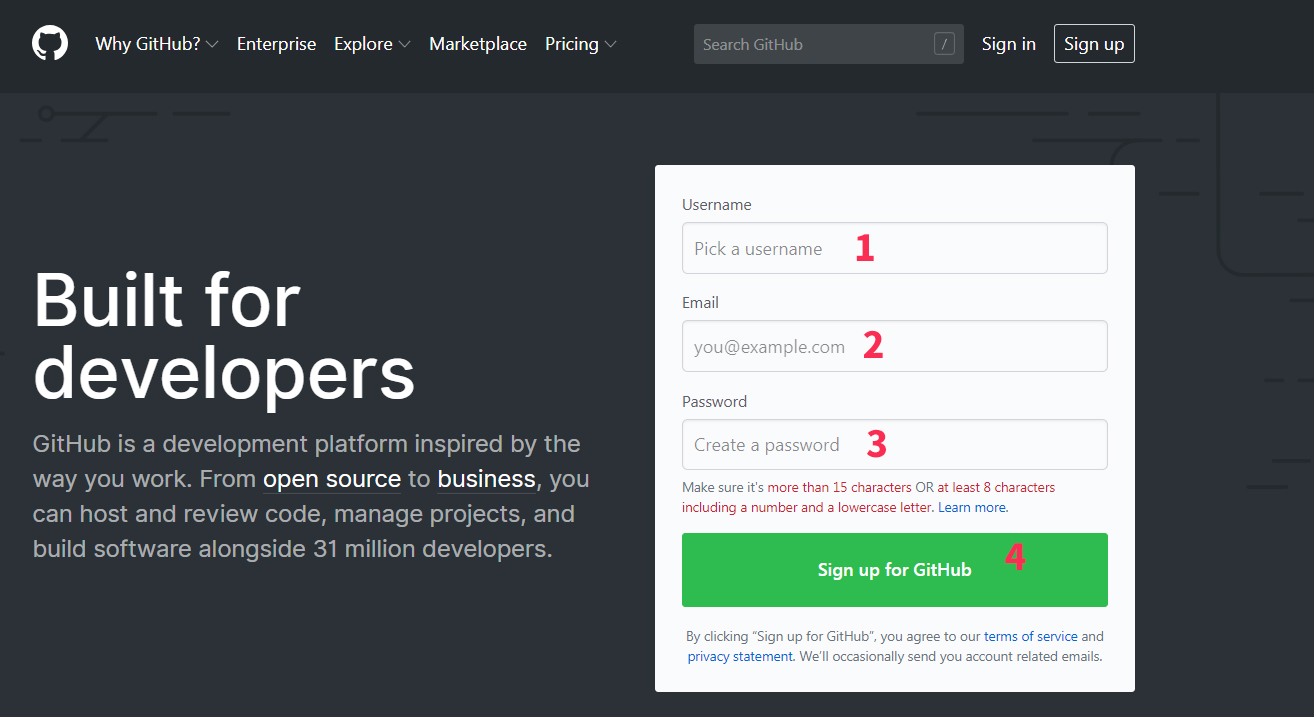 Why GitHub? Enterprise Explore Marketplace Pricing Search GitHub / Sign in Sign up
Built for
developers
GitHub is a development platform inspired by the
way you work. From open source to business, you
can host and review code, manage projects, and
build software alongside 31 million developers.
Username
Pick a username 1
Email
you@example.com 2
Password
Create a password 3
Make sure it's more than 15 characters OR at least 8 characters
including a number and a lowercase letter. Learn more.
Sign up for GitHub 4
By clicking “Sign up for GitHub”, you agree to our terms of service and
privacy statement. We’ll occasionally send you account related emails.